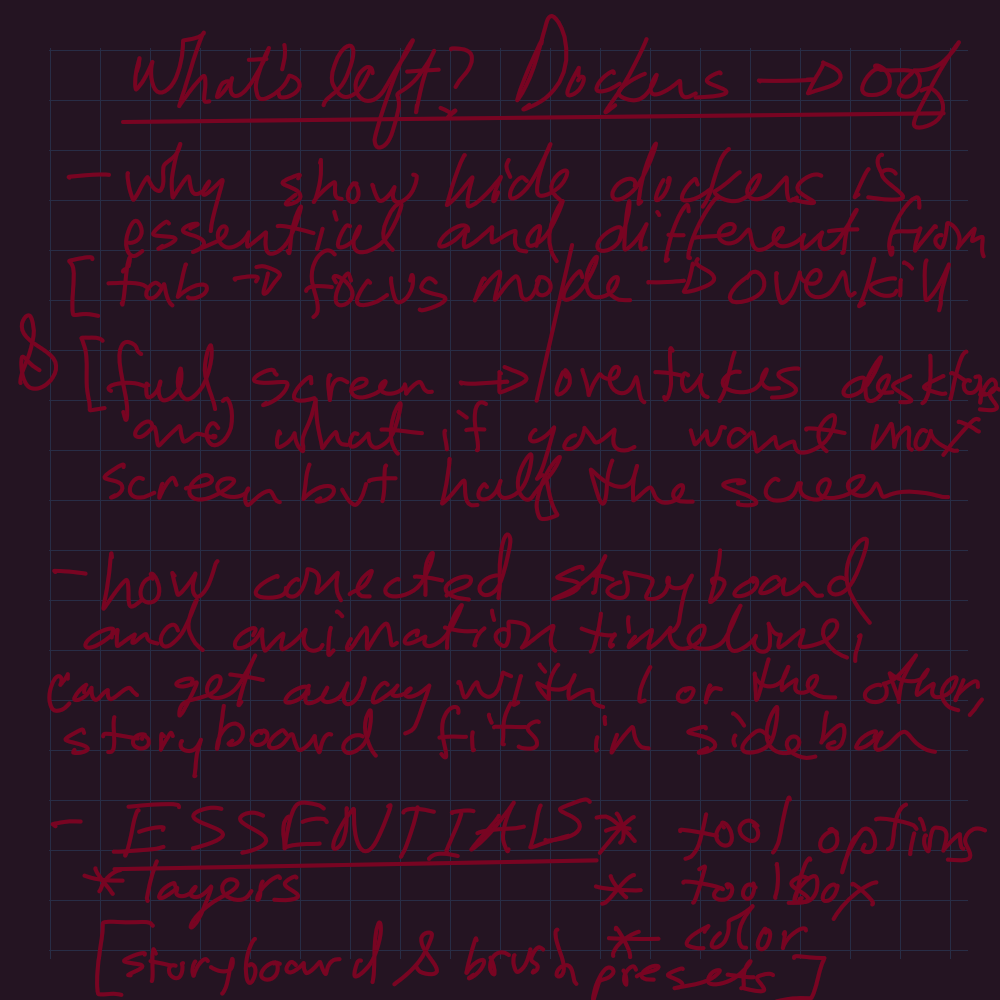 What's left? Dockers → oof
- why show hide dockers is
essential and different from
[ tab → focus mode → overkill
& [ full screen → overtakes desktop
and what if you want max
screen but half the screen
- how conected storyboard
and animation timeline;
can get away with 1 or the other,
storyboard fits in sidebar
- ESSENTIALS * tool options
* layers * toolbox
* color
[storyboard & brush presets]